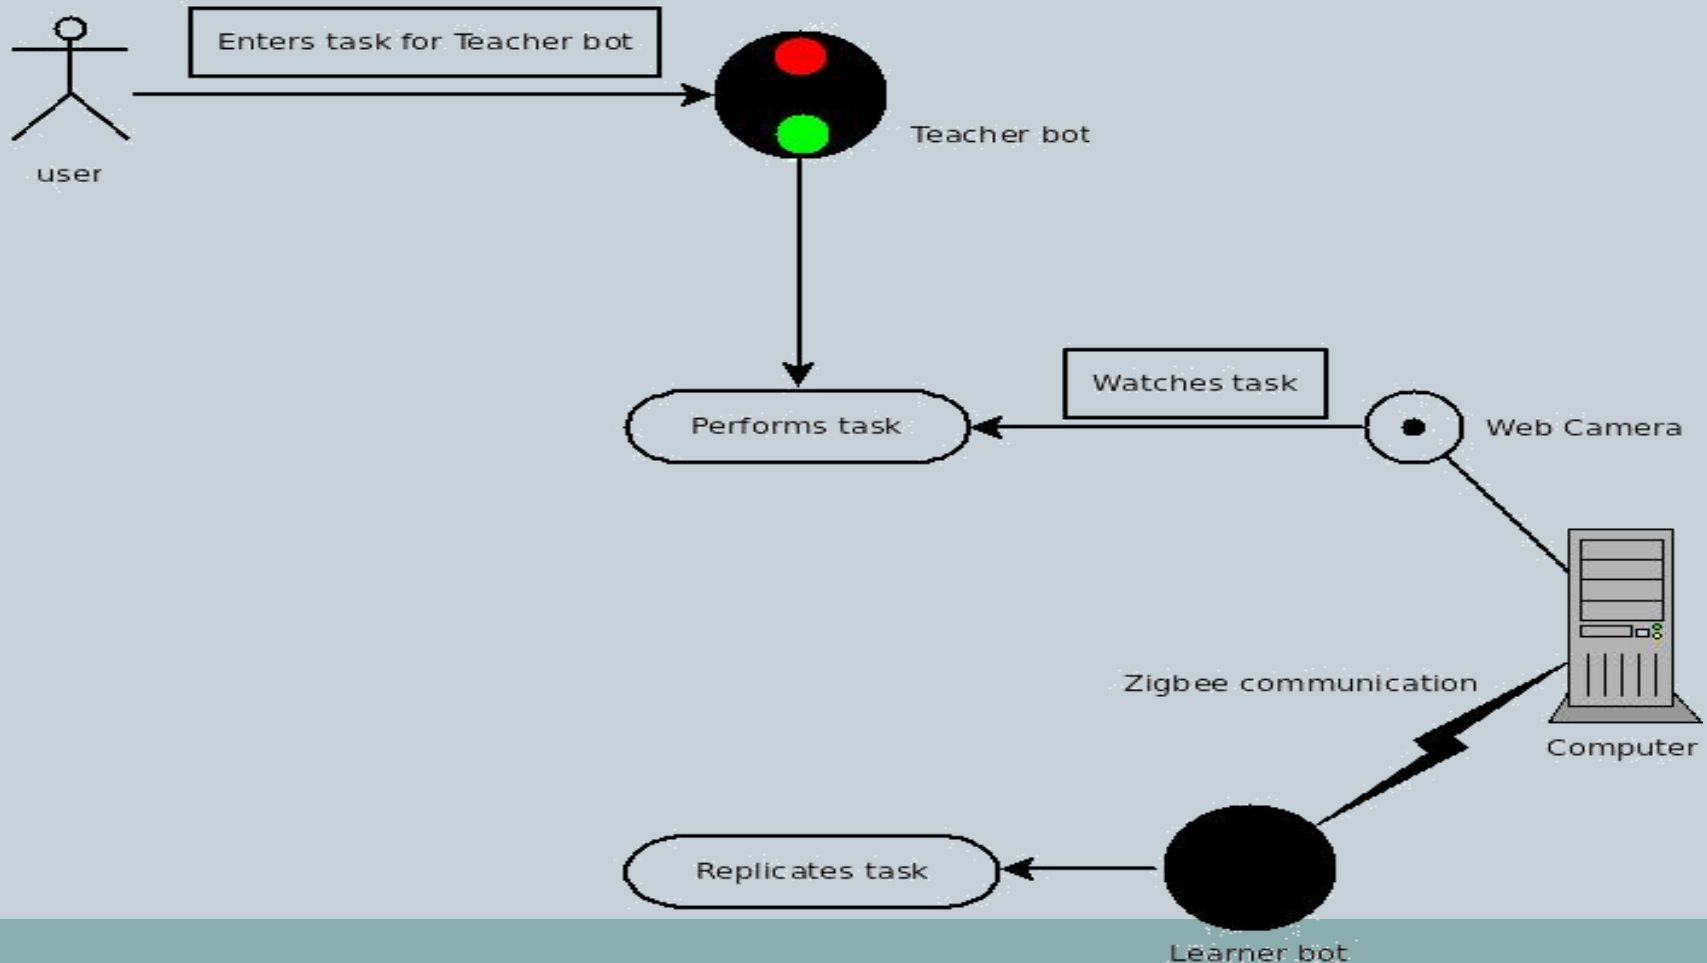 Enters task for Teacher bot
Teacher bot
user
Watches task
Performs task
Web Camera
Zigbee communication
Computer
Replicates task
Learner bot